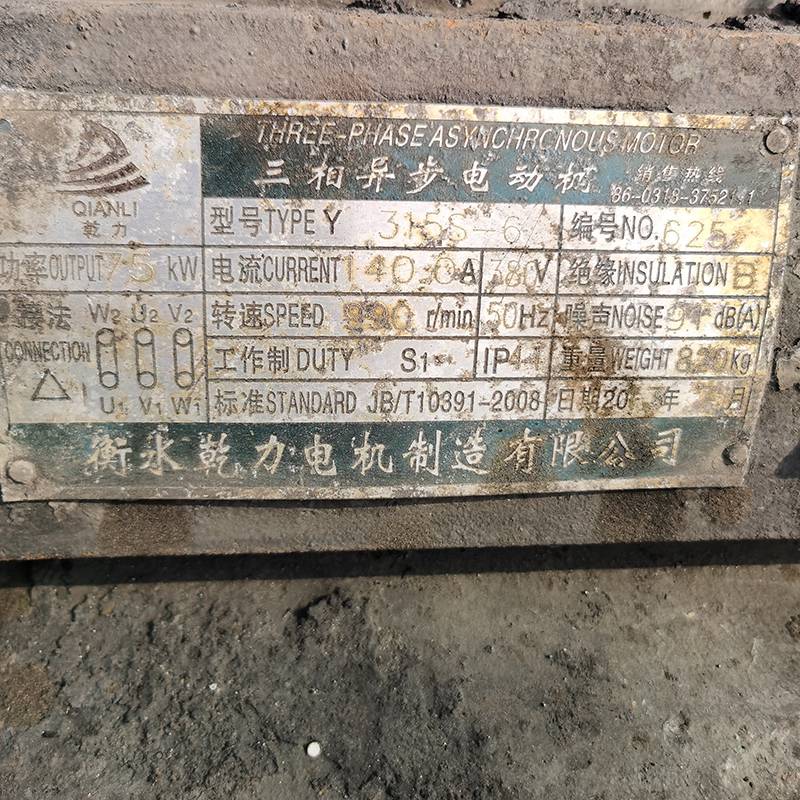 THREE-PHASE ASYNCHRONOUS MOTOR
三相异步电动机
销售热线
QIANLI
乾力
型号TYPE Y 315S-6 编号NO.
功率OUTPUT 75 kW 电流CURRENT 140.0A 380V 绝缘INSULATION B
接法 W2 U2 V2 转速SPEED 990 r/min 50Hz 噪声NOISE dB(A)
CONNECTION 工作制DUTY S1 IP44 重量WEIGHT kg
△ U1 V1 W1 标准STANDARD JB/T10391-2008 日期20 年 月
衡水乾力电机制造有限公司